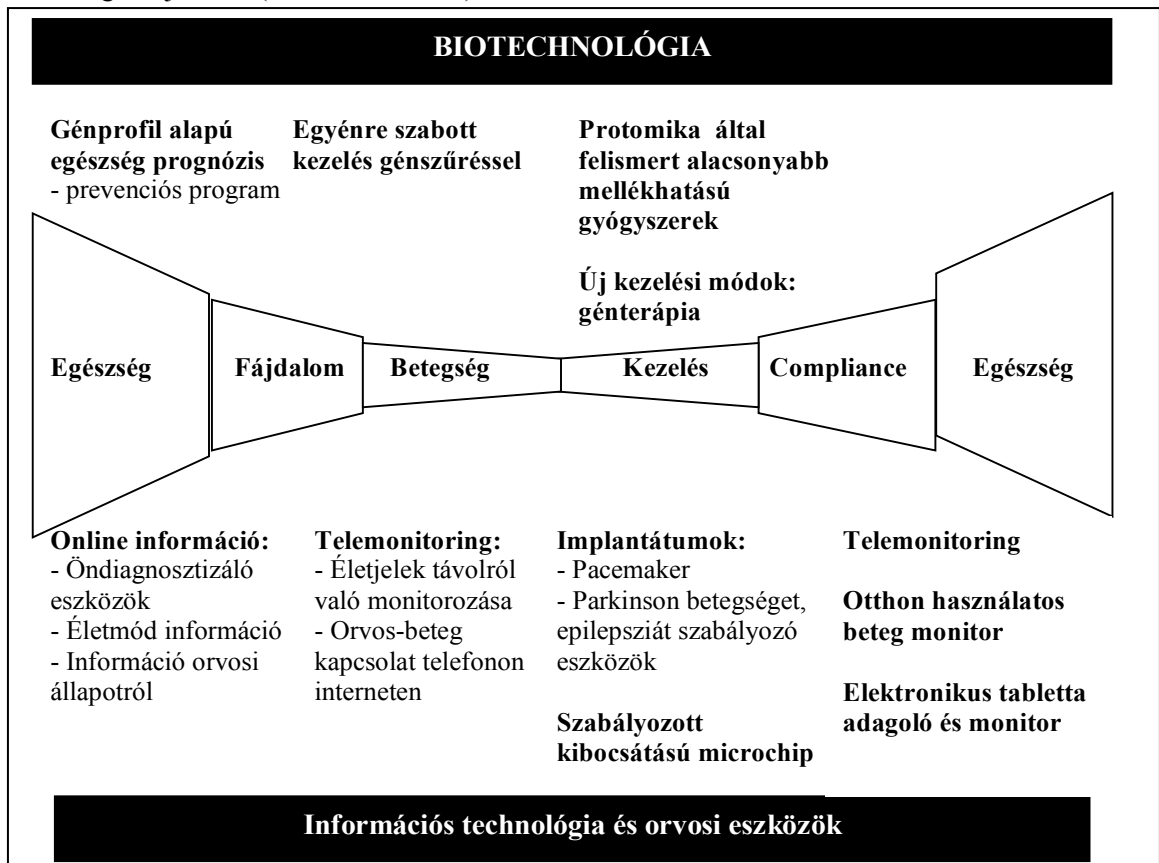 BIOTECHNOLÓGIA
Génprofil alapú
egészség prognózis
- prevenciós program
Egyénre szabott
kezelés génszűréssel
Protomika által
felismert alacsonyabb
mellékhatású
gyógyszerek
Új kezelési módok:
génterápia
Egészség
Fájdalom
Betegség
Kezelés
Compliance
Egészség
Online információ:
- Öndiagnosztizáló
eszközök
- Életmód információ
- Információ orvosi
állapotról
Telemonitoring:
- Életjelek távolról
való monitorozása
- Orvos-beteg
kapcsolat telefonon
interneten
Implantátumok:
- Pacemaker
- Parkinson betegséget,
epilepsziát szabályozó
eszközök
Szabályozott
kibocsátású microchip
Telemonitoring
Otthon használatos
beteg monitor
Elektronikus tabletta
adagoló és monitor
Információs technológia és orvosi eszközök